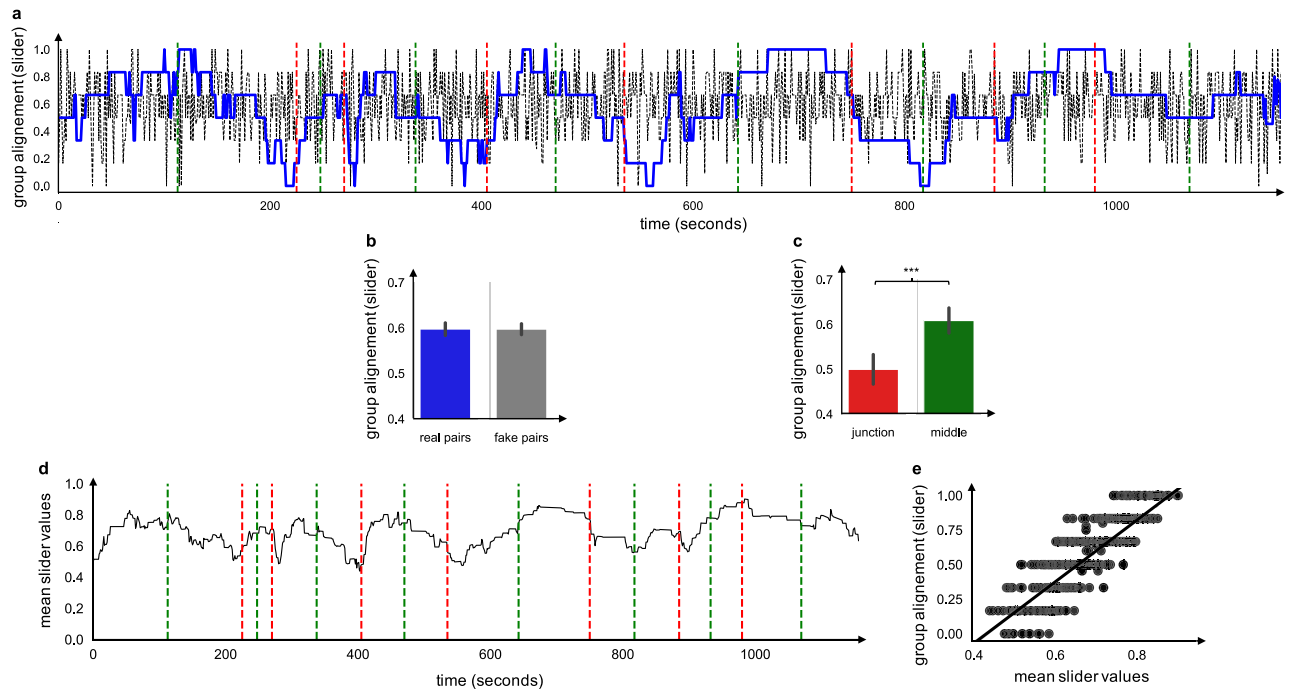 a
group alignement (slider)
1.0
0.8
0.6
0.4
0.2
0.0
0 200 400 600 800 1000
time (seconds)
b
group alignement (slider)
0.7
0.6
0.5
0.4
real pairs fake pairs
c
group alignement (slider)
0.7
0.6
0.5
0.4
***
junction middle
d
mean slider values
1.0
0.8
0.6
0.4
0.2
0.0
0 200 400 600 800 1000
time (seconds)
e
group alignement (slider)
1.00
0.75
0.50
0.25
0.00
0.4 0.6 0.8
mean slider values